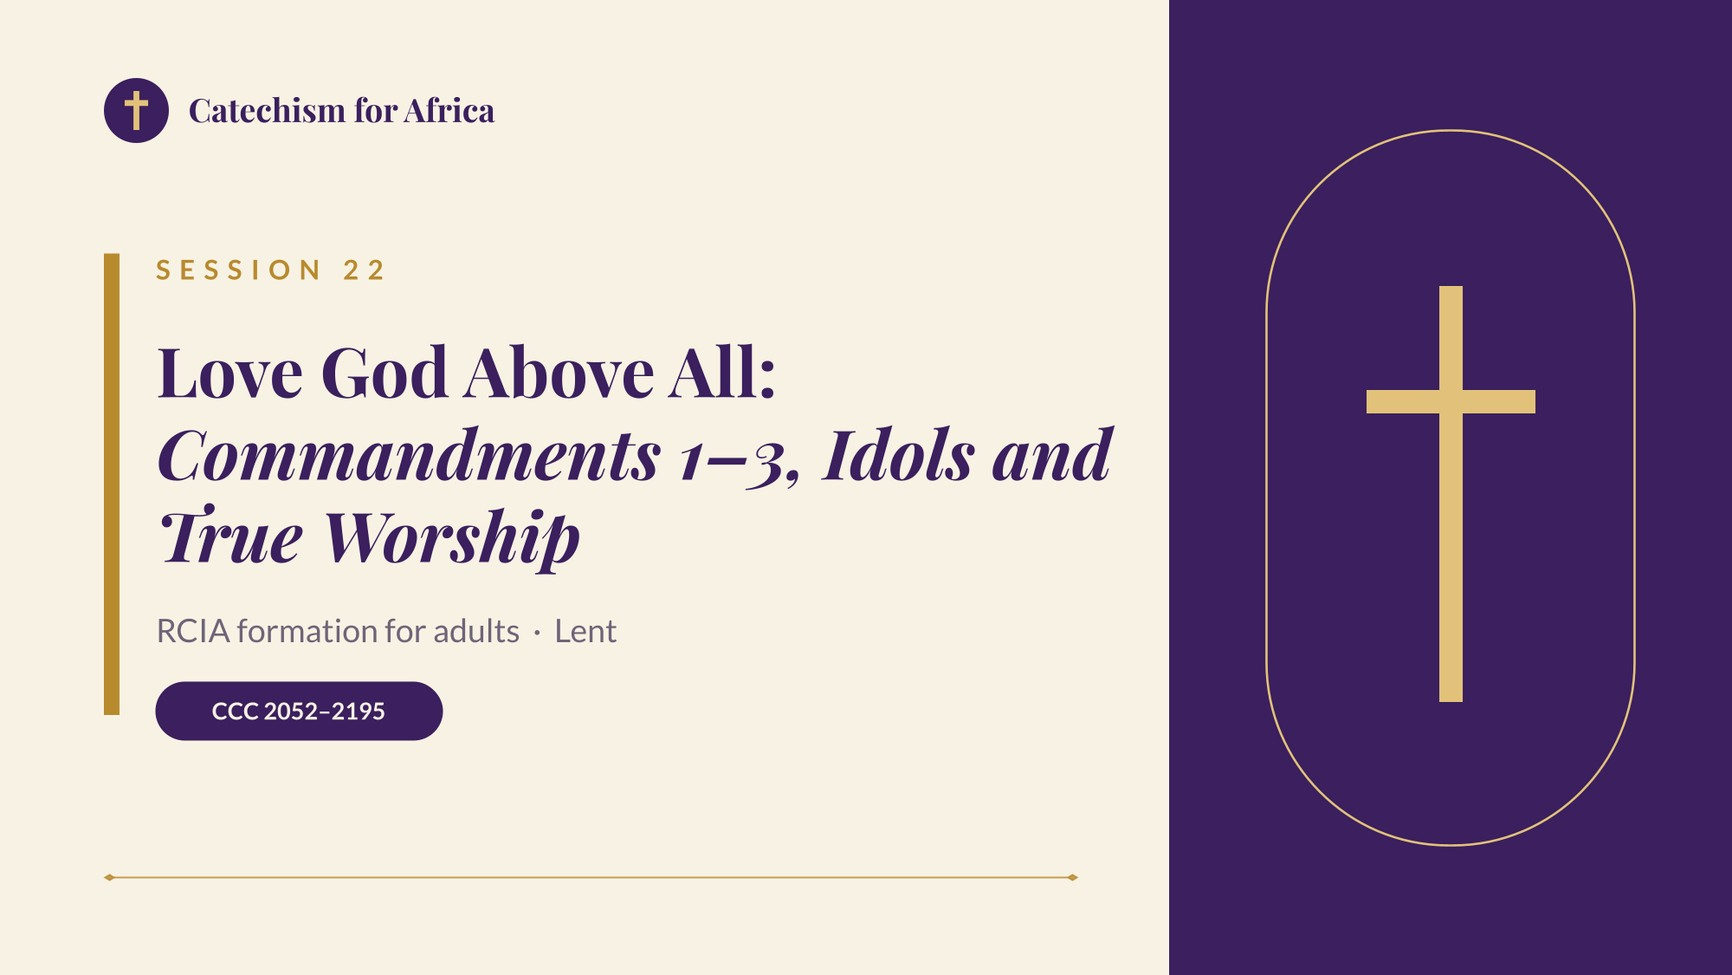 Catechism for Africa
SESSION 22
Love God Above All:
Commandments 1–3, Idols and
True Worship
RCIA formation for adults · Lent
CCC 2052–2195